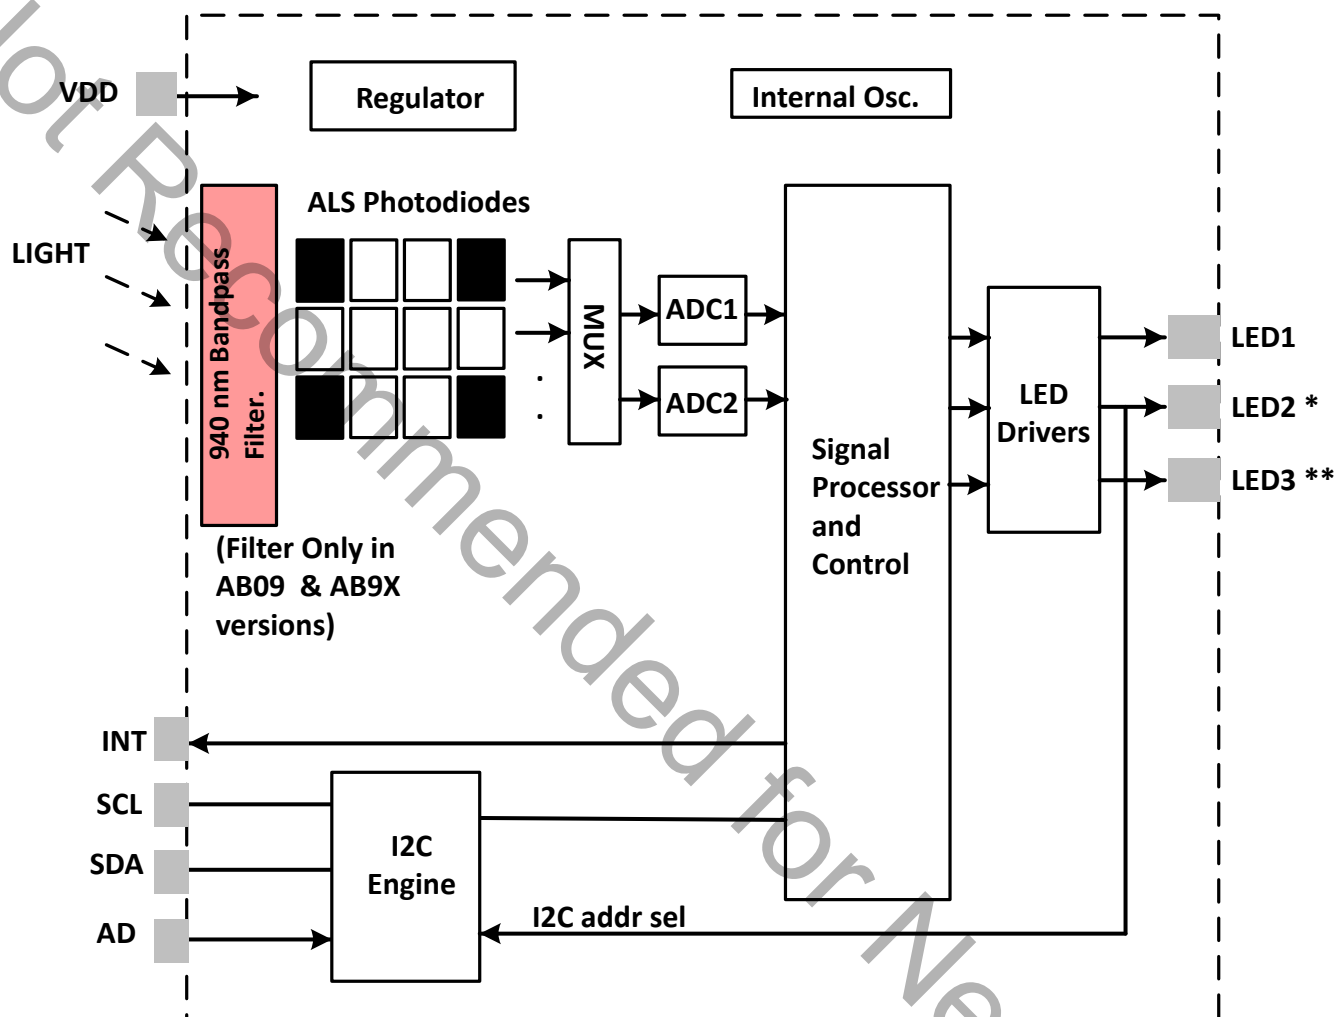 VDD
Regulator
Internal Osc.
ALS Photodiodes
LIGHT
940 nm Bandpass
Filter.
MUX
ADC1
ADC2
Signal
Processor
and
Control
LED
Drivers
LED1
LED2 *
LED3 **
(Filter Only in
AB09 & AB9X
versions)
INT
SCL
SDA
AD
I2C
Engine
I2C addr sel
ot Recommended for Ne